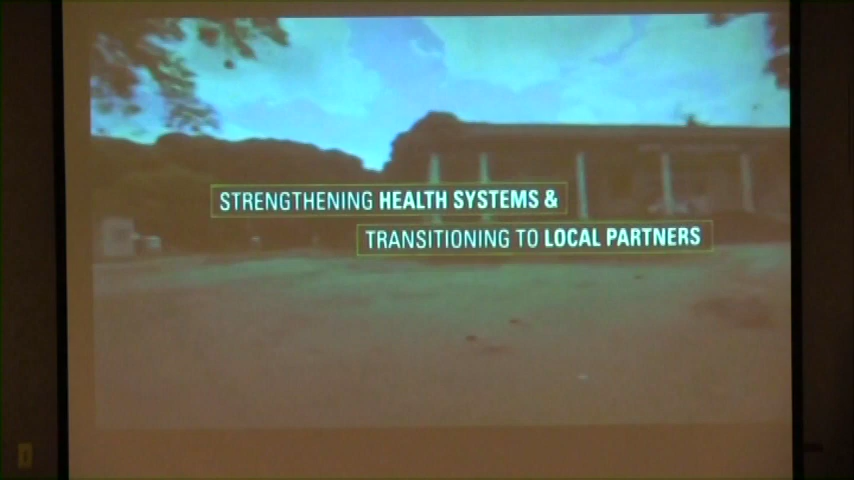 STRENGTHENING HEALTH SYSTEMS &
TRANSITIONING TO LOCAL PARTNERS